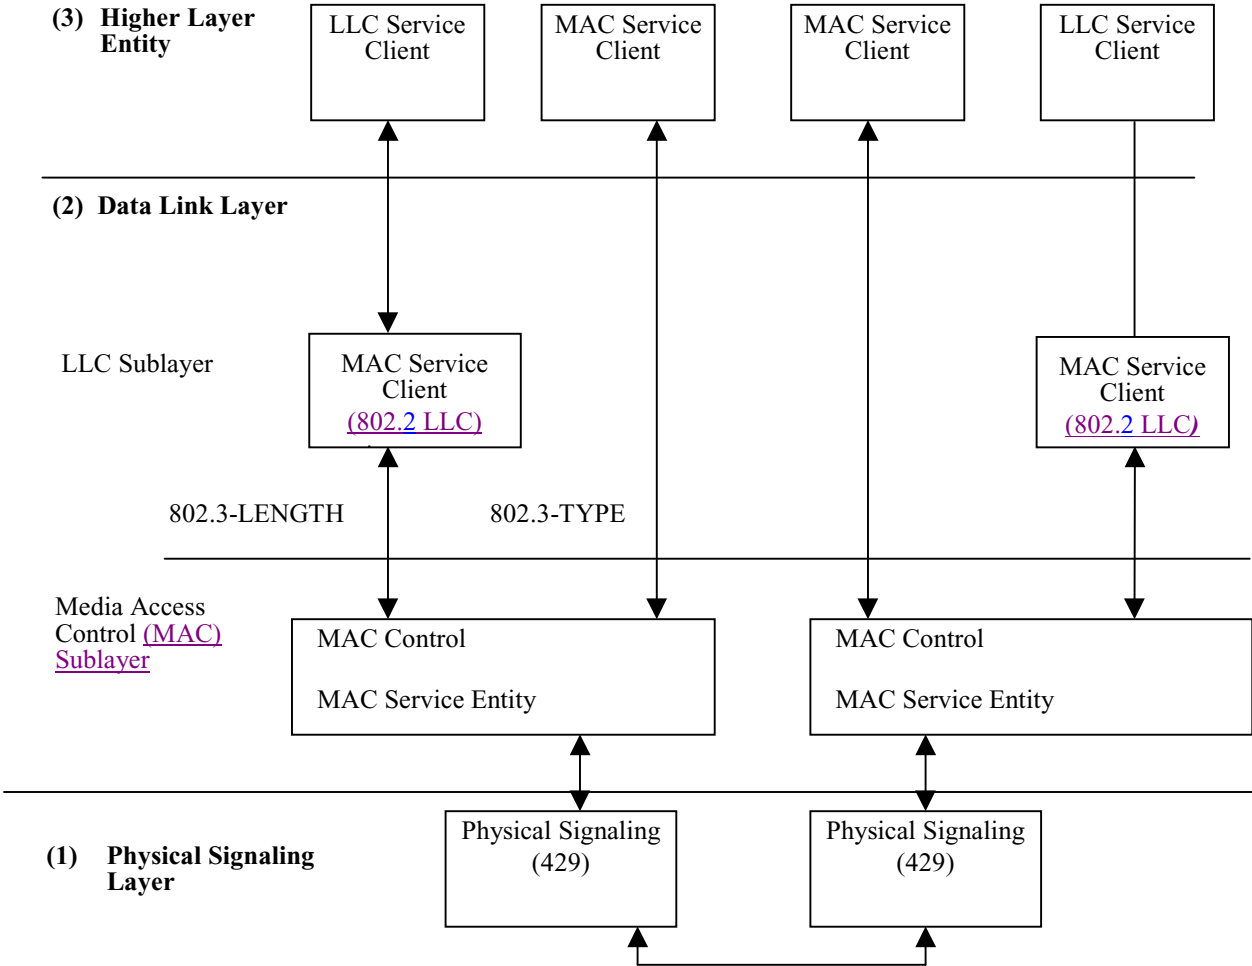 (3) Higher Layer
Entity
LLC Service
Client
MAC Service
Client
MAC Service
Client
LLC Service
Client
(2) Data Link Layer
LLC Sublayer
MAC Service
Client
(802.2 LLC)
MAC Service
Client
(802.2 LLC)
802.3-LENGTH
802.3-TYPE
Media Access
Control (MAC)
Sublayer
MAC Control
MAC Service Entity
MAC Control
MAC Service Entity
(1) Physical Signaling
Layer
Physical Signaling
(429)
Physical Signaling
(429)